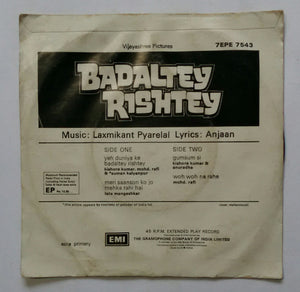 Vijayashree Pictures
7EPE 7543
BADALTEY
RISHTEY
Music: Laxmikant Pyarelal Lyrics: Anjaan
SIDE ONE
yeh duniya ke
badaltey rishtey
kishore kumar, mohd. rafi
& suman kalyanpur
meri saanson ko jo
mehka rahi hai
lata mangeshkar
SIDE TWO
gumsum si
kishore kumar &
anuradha
woh woh na rahe
mohd. rafi
EP
EMI
45 R.P.M. EXTENDED PLAY RECORD
THE GRAMOPHONE COMPANY OF INDIA LIMITED